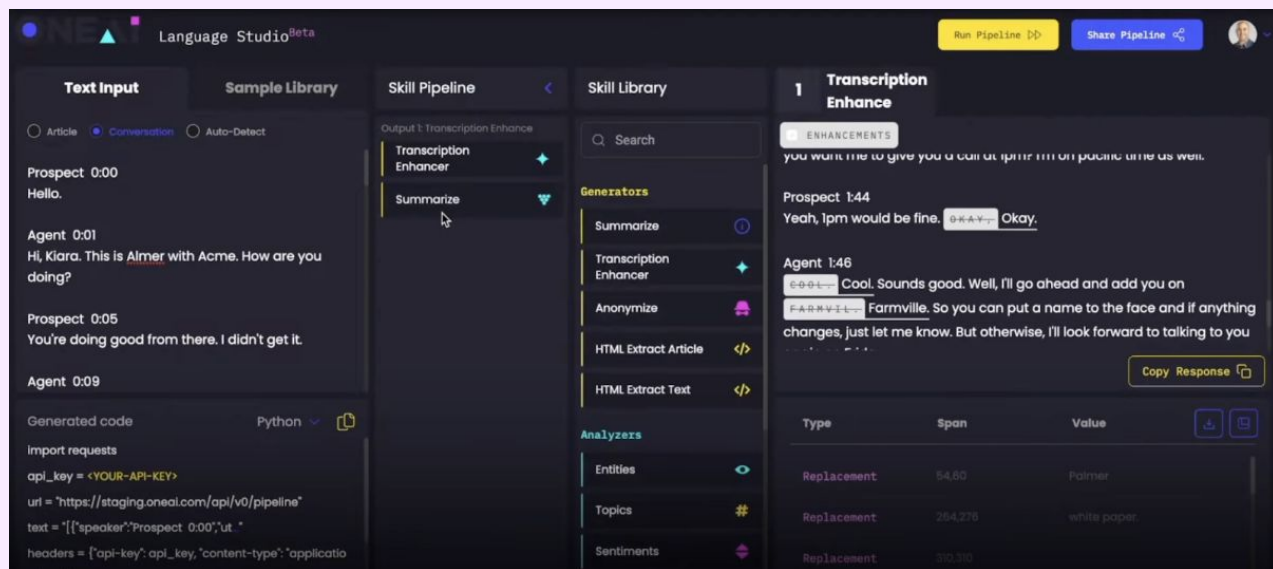 ONE AI
Language Studio Beta
Run Pipeline
Share Pipeline
Text Input
Sample Library
Article
Conversation
Auto-Detect
Prospect 0:00
Hello.
Agent 0:01
Hi, Kiara. This is Almer with Acme. How are you
doing?
Prospect 0:05
You're doing good from there. I didn't get it.
Agent 0:09
Generated code
Python
import requests
api_key = <YOUR-API-KEY>
url = "https://staging.oneai.com/api/v0/pipeline"
text = "[{"speaker":"Prospect 0:00","ut..."
headers = {"api-key": api_key, "content-type": "applicatio
Skill Pipeline
Output 1: Transcription Enhance
Transcription
Enhancer
Summarize
Skill Library
Search
Generators
Summarize
Transcription
Enhancer
Anonymize
HTML Extract Article
HTML Extract Text
Analyzers
Entities
Topics
Sentiments
1
Transcription
Enhance
ENHANCEMENTS
you want me to give you a call at 1pm? I'm on pacific time as well.
Prospect 1:44
Yeah, 1pm would be fine. OKAY, Okay.
Agent 1:46
COOL. Cool. Sounds good. Well, I'll go ahead and add you on
FARMVIL. Farmville. So you can put a name to the face and if anything
changes, just let me know. But otherwise, I'll look forward to talking to you
Copy Response
Type Span Value
Replacement 54,60 Palmer
Replacement 264,276 white paper.
Replacement 310,310